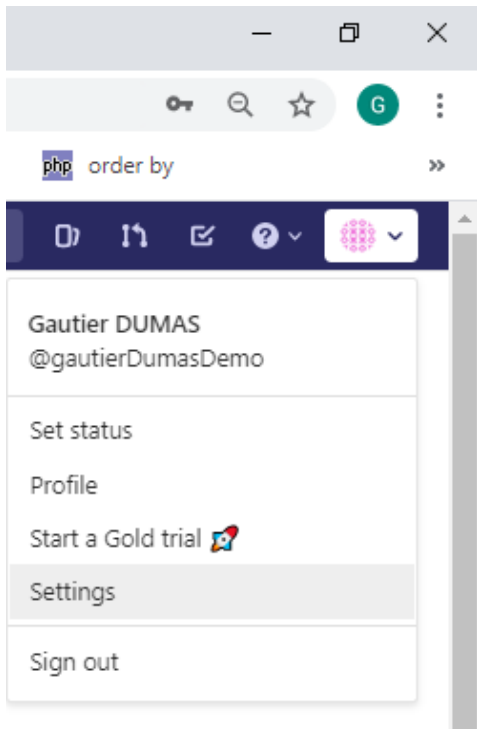 G
php order by
Gautier DUMAS
@gautierDumasDemo
Set status
Profile
Start a Gold trial 🚀
Settings
Sign out